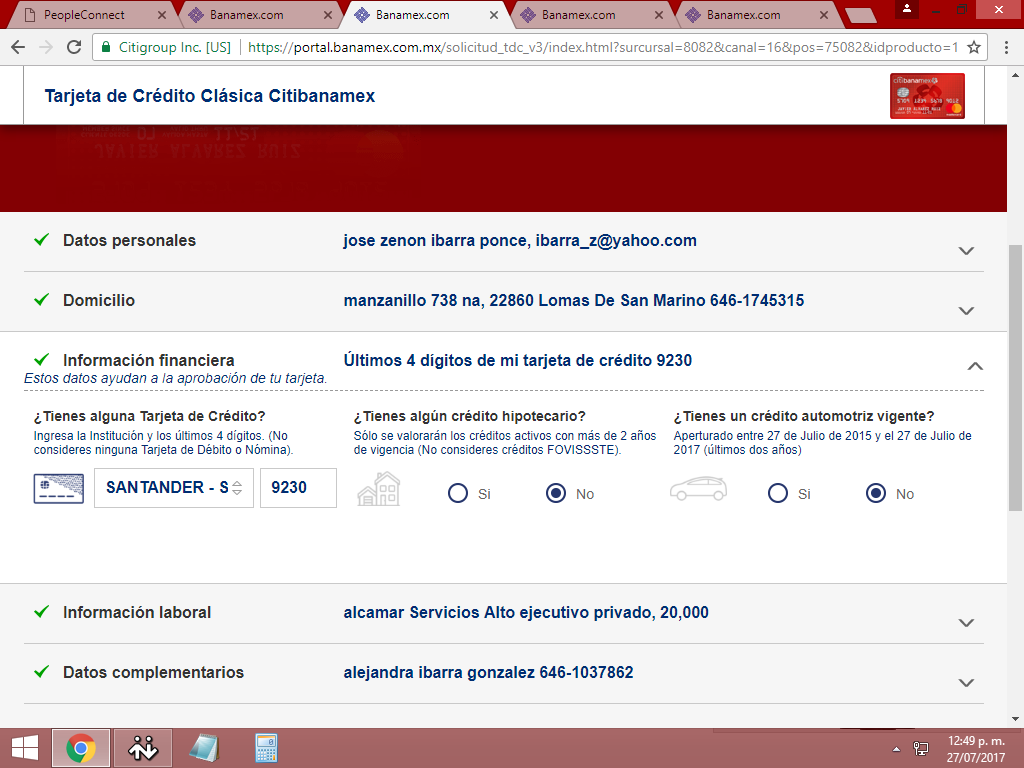 PeopleConnect
Banamex.com
Banamex.com
Banamex.com
Banamex.com
Citigroup Inc. [US] https://portal.banamex.com.mx/solicitud_tdc_v3/index.html?surcursal=8082&canal=16&pos=75082&idproducto=1
Tarjeta de Crédito Clásica Citibanamex
citibanamex
JAVIER ALVAREZ RUIZ
Datos personales jose zenon ibarra ponce, ibarra_z@yahoo.com
Domicilio manzanillo 738 na, 22860 Lomas De San Marino 646-1745315
Información financiera Últimos 4 dígitos de mi tarjeta de crédito 9230
Estos datos ayudan a la aprobación de tu tarjeta.
¿Tienes alguna Tarjeta de Crédito?
Ingresa la Institución y los últimos 4 dígitos. (No
consideres ninguna Tarjeta de Débito o Nómina).
SANTANDER - S 9230
¿Tienes algún crédito hipotecario?
Sólo se valorarán los créditos activos con más de 2 años
de vigencia (No consideres créditos FOVISSSTE).
Si No
¿Tienes un crédito automotriz vigente?
Aperturado entre 27 de Julio de 2015 y el 27 de Julio de
2017 (últimos dos años)
Si No
Información laboral alcamar Servicios Alto ejecutivo privado, 20,000
Datos complementarios alejandra ibarra gonzalez 646-1037862
12:49 p. m.
27/07/2017